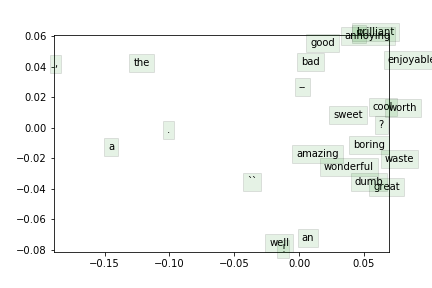 0.06
0.04
0.02
0.00
−0.02
−0.04
−0.06
−0.08
−0.15
−0.10
−0.05
0.00
0.05
brilliant
annoying
good
bad
enjoyable
the
,
--
cool
worth
sweet
?
.
a
boring
amazing
waste
wonderful
dumb
great
``
well
an